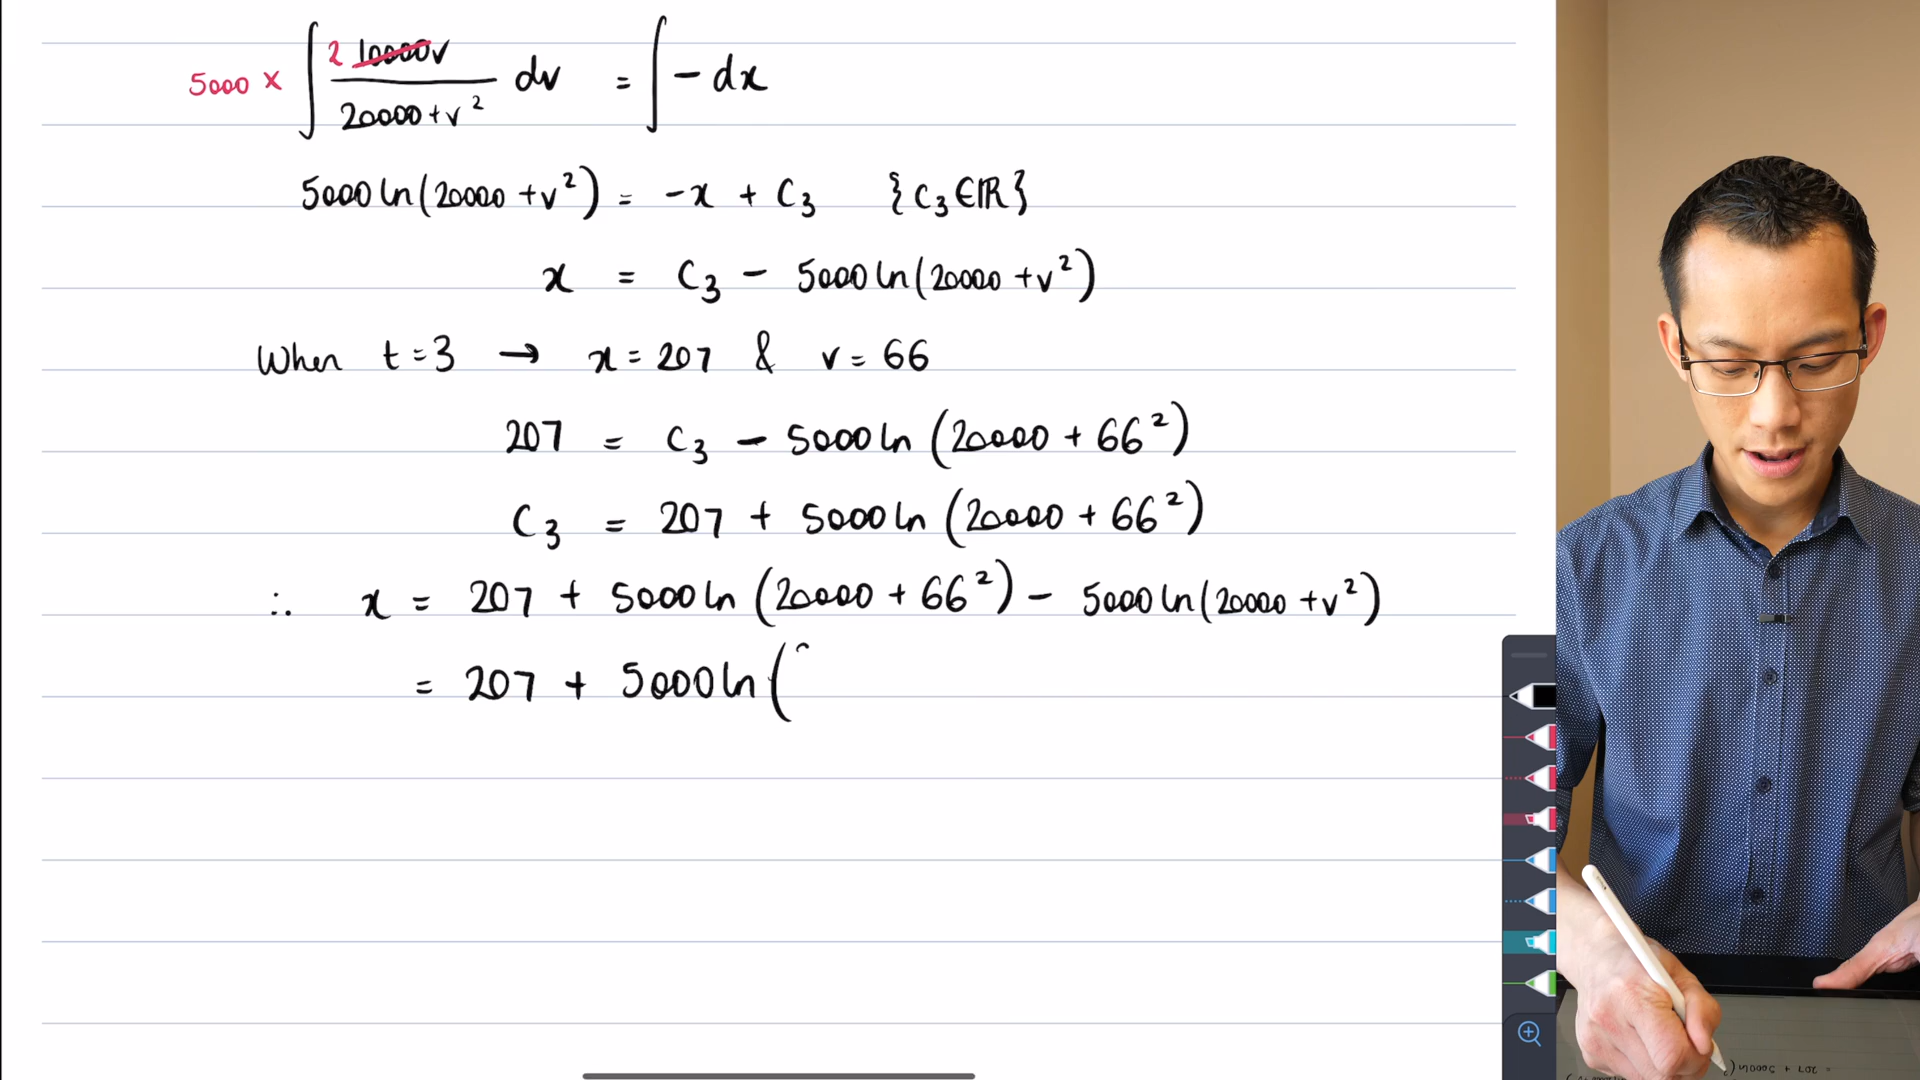 5000 × ∫ 2 10000v / 20000+v² dv = ∫ - dx
5000 ln(20000 +v²) = -x + C₃ {C₃ ∈ ℝ}
x = C₃ - 5000 ln(20000 +v²)
When t = 3 → x = 207 & v = 66
207 = C₃ - 5000 ln (20000 + 66²)
C₃ = 207 + 5000 ln (20000 + 66²)
∴ x = 207 + 5000 ln (20000 + 66²) - 5000 ln(20000 +v²)
= 207 + 5000 ln (